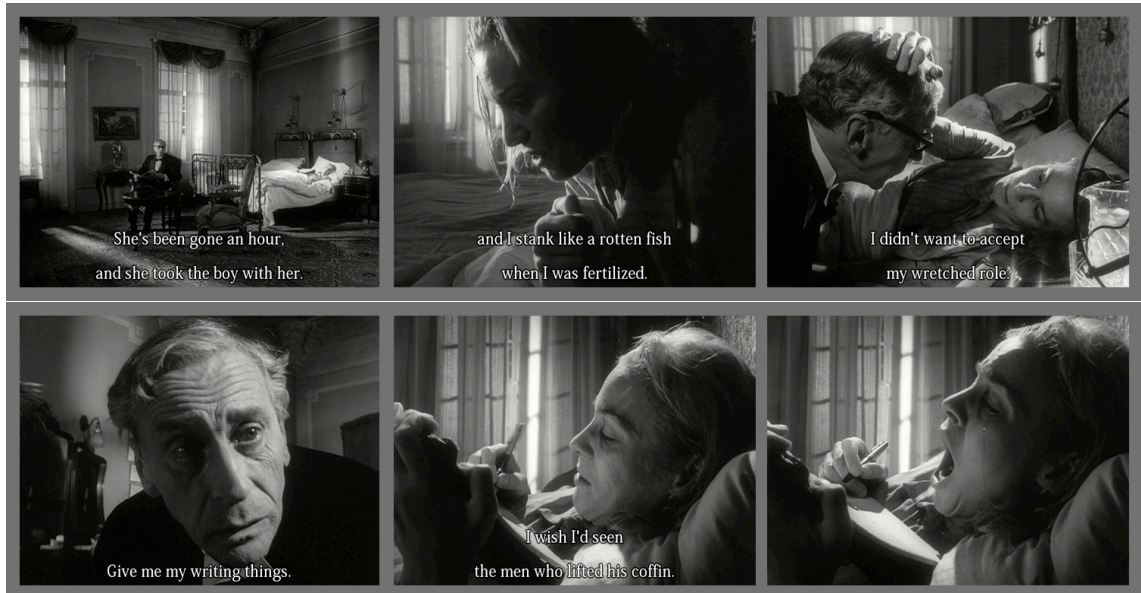 She's been gone an hour,
and she took the boy with her.
and I stank like a rotten fish
when I was fertilized.
I didn't want to accept
my wretched role.
Give me my writing things.
I wish I'd seen
the men who lifted his coffin.